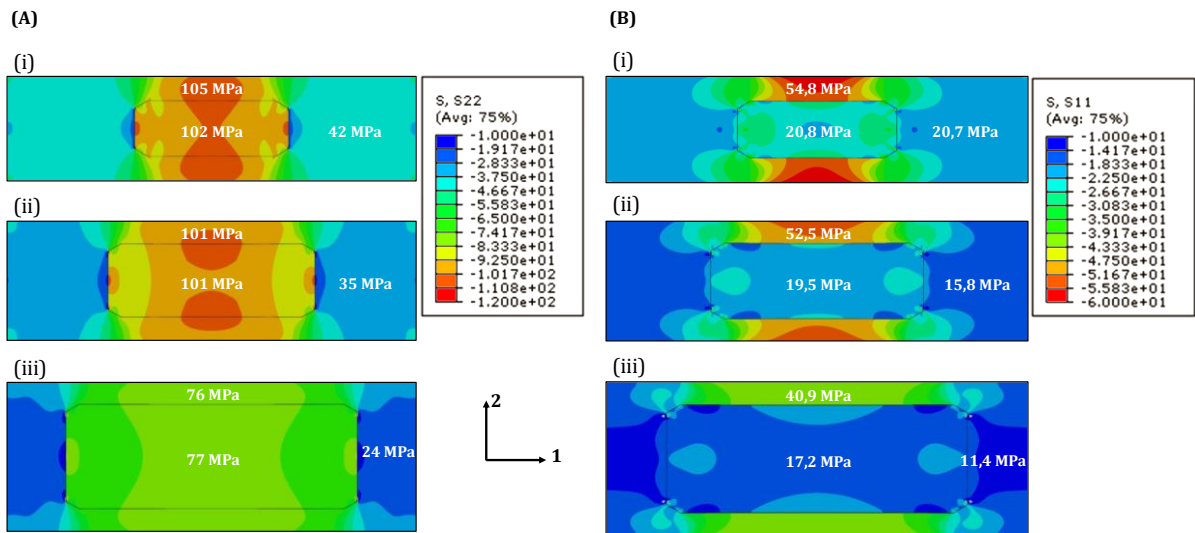 (A)
(B)
(i)
105 MPa
102 MPa
42 MPa
S, S22
(Avg: 75%)
-1.000e+01
-1.917e+01
-2.833e+01
-3.750e+01
-4.667e+01
-5.583e+01
-6.500e+01
-7.417e+01
-8.333e+01
-9.250e+01
-1.017e+02
-1.108e+02
-1.200e+02
(i)
54,8 MPa
20,8 MPa
20,7 MPa
S, S11
(Avg: 75%)
-1.000e+01
-1.417e+01
-1.833e+01
-2.250e+01
-2.667e+01
-3.083e+01
-3.500e+01
-3.917e+01
-4.333e+01
-4.750e+01
-5.167e+01
-5.583e+01
-6.000e+01
(ii)
101 MPa
101 MPa
35 MPa
(ii)
52,5 MPa
19,5 MPa
15,8 MPa
(iii)
76 MPa
77 MPa
24 MPa
2
1
(iii)
40,9 MPa
17,2 MPa
11,4 MPa